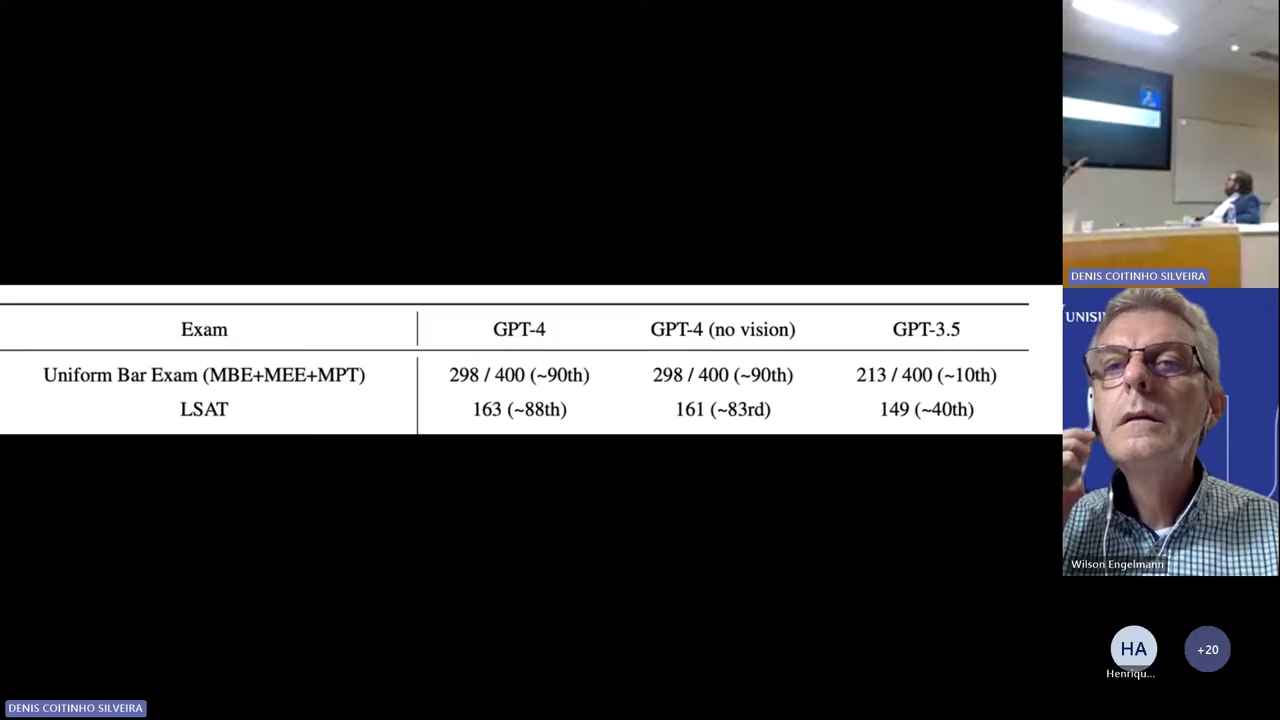 Exam GPT-4 GPT-4 (no vision) GPT-3.5
Uniform Bar Exam (MBE+MEE+MPT) 298 / 400 (~90th) 298 / 400 (~90th) 213 / 400 (~10th)
LSAT 163 (~88th) 161 (~83rd) 149 (~40th)
DENIS COITINHO SILVEIRA
UNISI
Wilson Engelmann
HA
Henriqu...
+20
DENIS COITINHO SILVEIRA